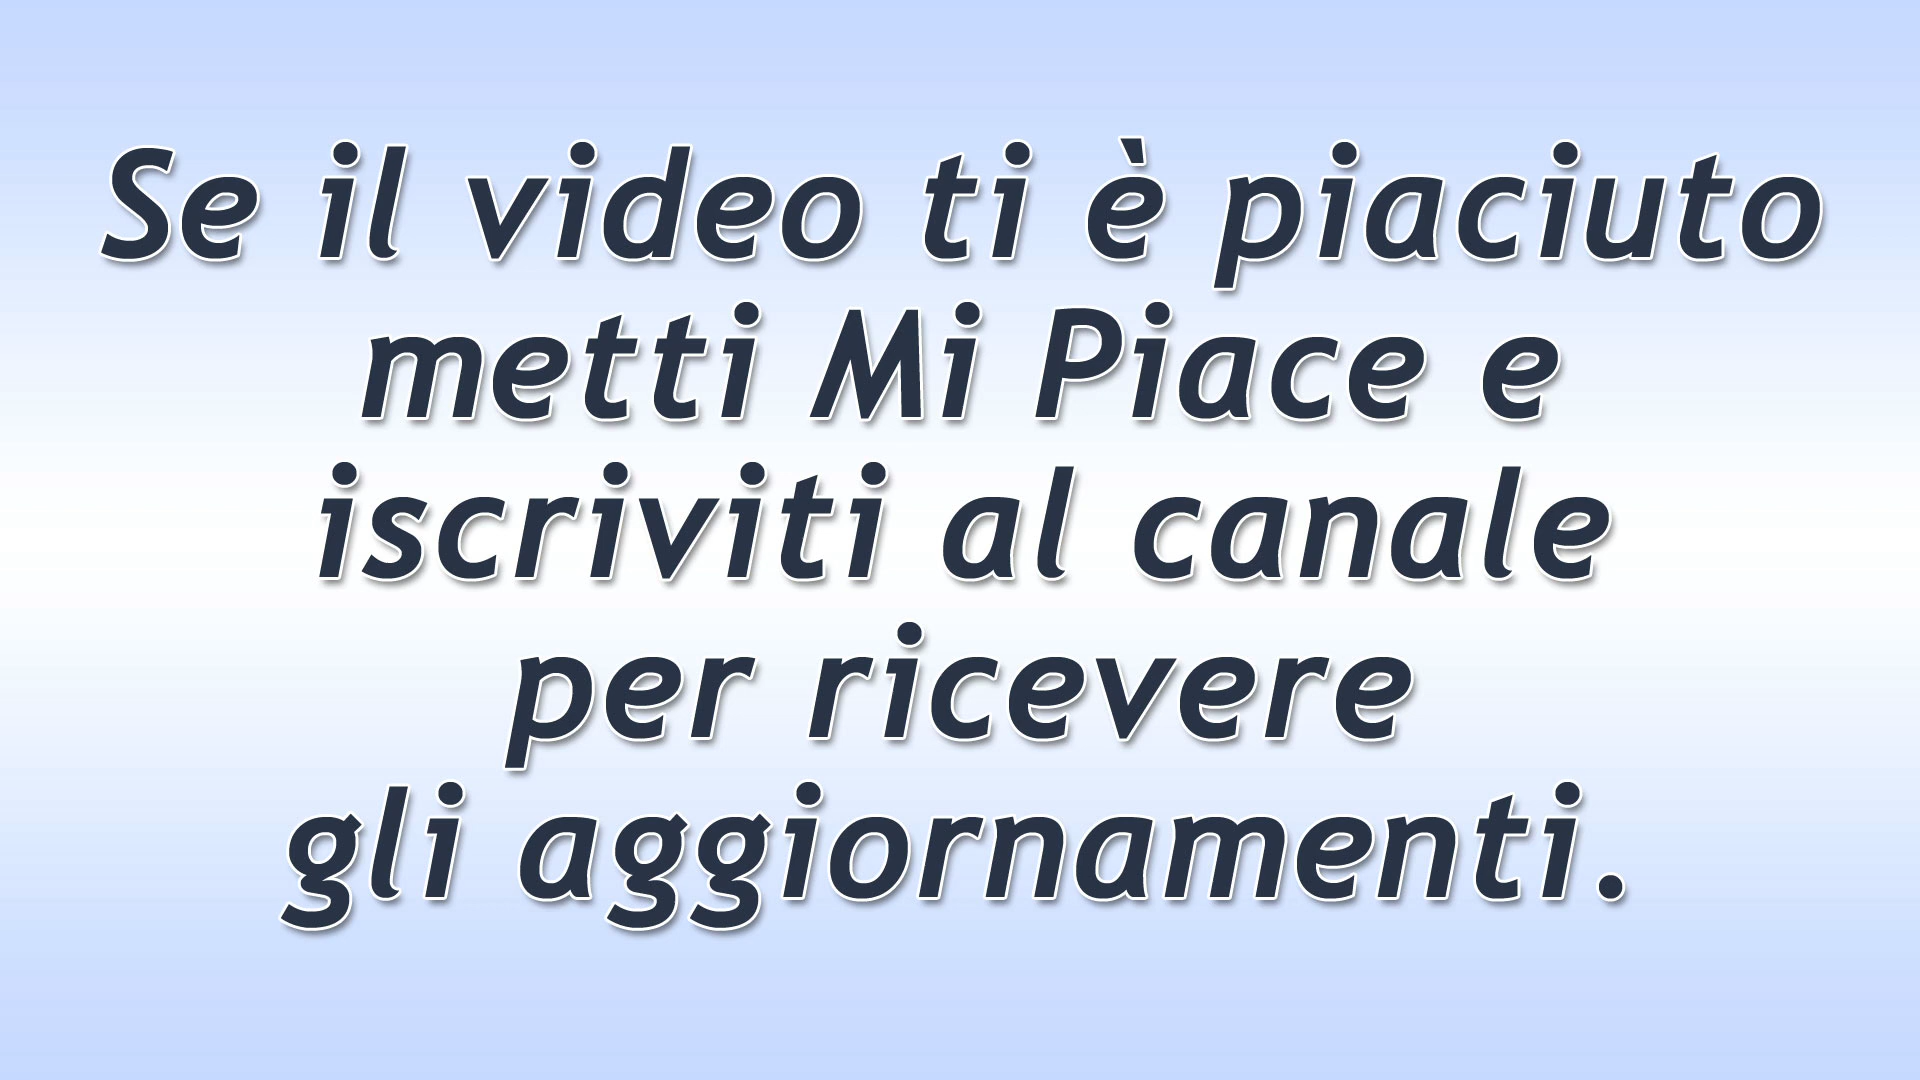 Se il video ti è piaciuto
metti Mi Piace e
iscriviti al canale
per ricevere
gli aggiornamenti.